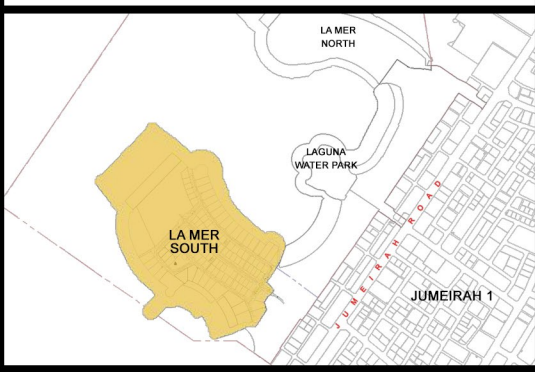 LA MER
NORTH
LAGUNA
WATER PARK
LA MER
SOUTH
JUMEIRAH ROAD
JUMEIRAH 1